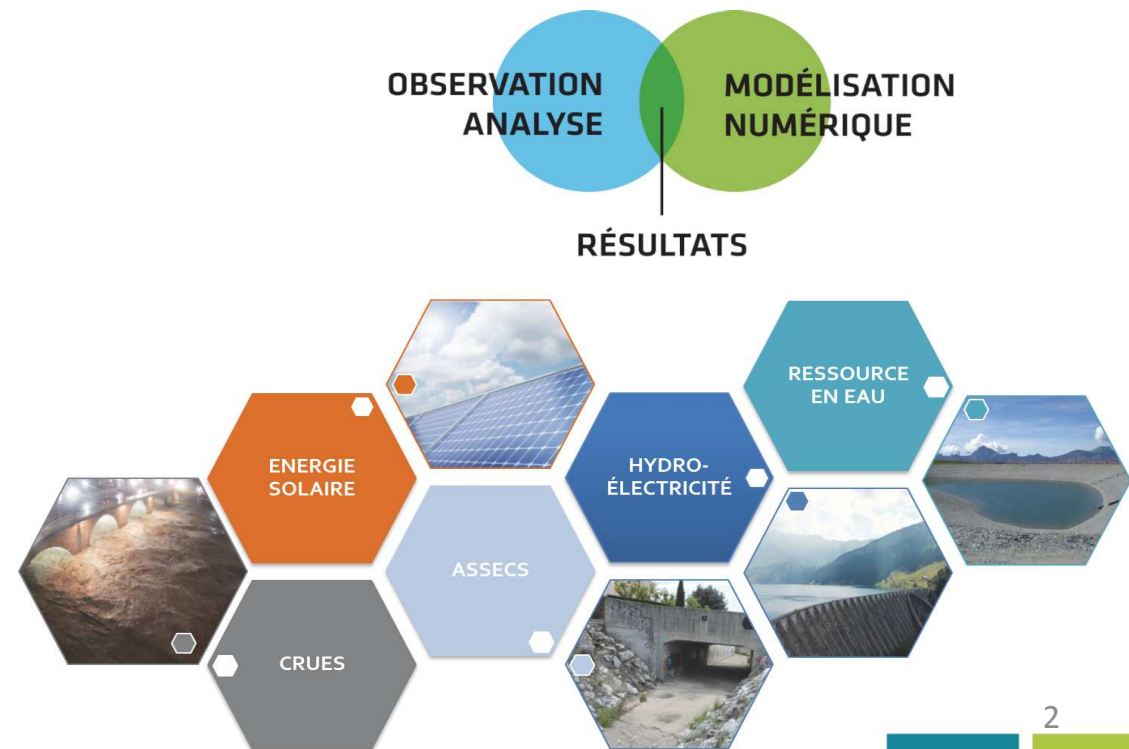 OBSERVATION
ANALYSE
MODÉLISATION
NUMÉRIQUE
RÉSULTATS
ENERGIE
SOLAIRE
CRUES
ASSECS
HYDRO-
ÉLECTRICITÉ
RESSOURCE
EN EAU
2